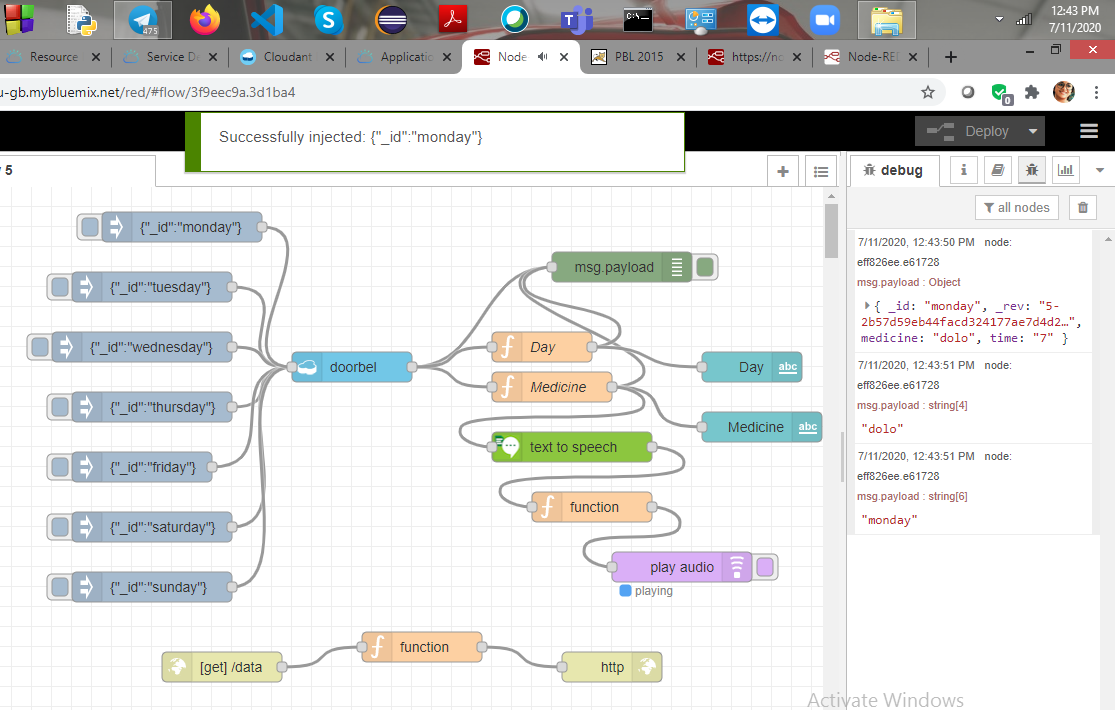 475
12:43 PM
7/11/2020
Resource
Service De
Cloudant
Applicatic
Node
PBL 2015
https://no
Node-RED
u-gb.mybluemix.net/red/#flow/3f9eec9a.3d1ba4
0
Successfully injected: {"_id":"monday"}
Deploy
5
debug
all nodes
{"_id":"monday"}
{"_id":"tuesday"}
{"_id":"wednesday"}
{"_id":"thursday"}
{"_id":"friday"}
{"_id":"saturday"}
{"_id":"sunday"}
doorbel
msg.payload
Day
Medicine
Day
abc
Medicine
abc
text to speech
function
play audio
playing
[get] /data
function
http
7/11/2020, 12:43:50 PM node:
eff826ee.e61728
msg.payload : Object
{ _id: "monday", _rev: "5-
2b57d59eb44facd324177ae7d4d2…",
medicine: "dolo", time: "7" }
7/11/2020, 12:43:51 PM node:
eff826ee.e61728
msg.payload : string[4]
"dolo"
7/11/2020, 12:43:51 PM node:
eff826ee.e61728
msg.payload : string[6]
"monday"
Activate Windows